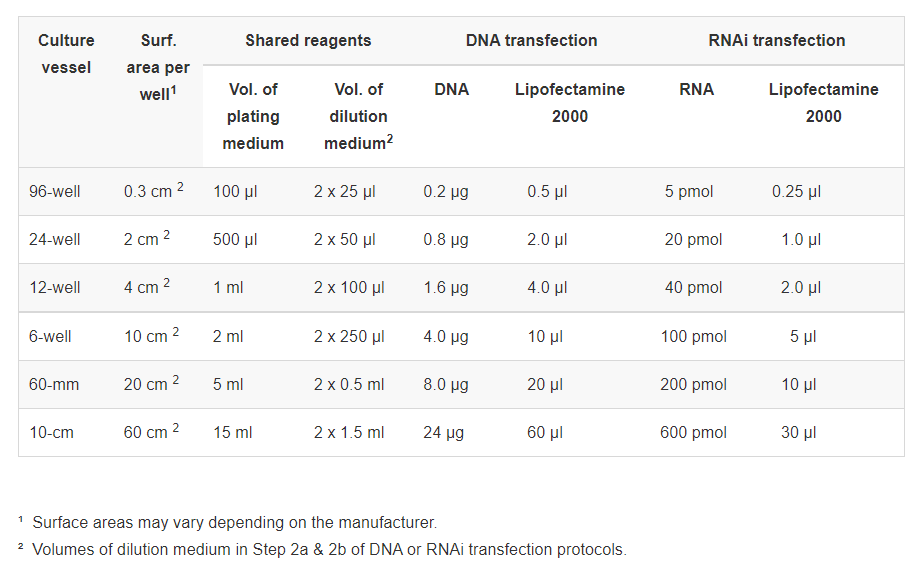 Culture vessel Surf. area per well¹ Shared reagents DNA transfection RNAi transfection
Vol. of plating medium Vol. of dilution medium² DNA Lipofectamine 2000 RNA Lipofectamine 2000
96-well 0.3 cm ² 100 µl 2 x 25 µl 0.2 µg 0.5 µl 5 pmol 0.25 µl
24-well 2 cm ² 500 µl 2 x 50 µl 0.8 µg 2.0 µl 20 pmol 1.0 µl
12-well 4 cm ² 1 ml 2 x 100 µl 1.6 µg 4.0 µl 40 pmol 2.0 µl
6-well 10 cm ² 2 ml 2 x 250 µl 4.0 µg 10 µl 100 pmol 5 µl
60-mm 20 cm ² 5 ml 2 x 0.5 ml 8.0 µg 20 µl 200 pmol 10 µl
10-cm 60 cm ² 15 ml 2 x 1.5 ml 24 µg 60 µl 600 pmol 30 µl
¹ Surface areas may vary depending on the manufacturer.
² Volumes of dilution medium in Step 2a & 2b of DNA or RNAi transfection protocols.